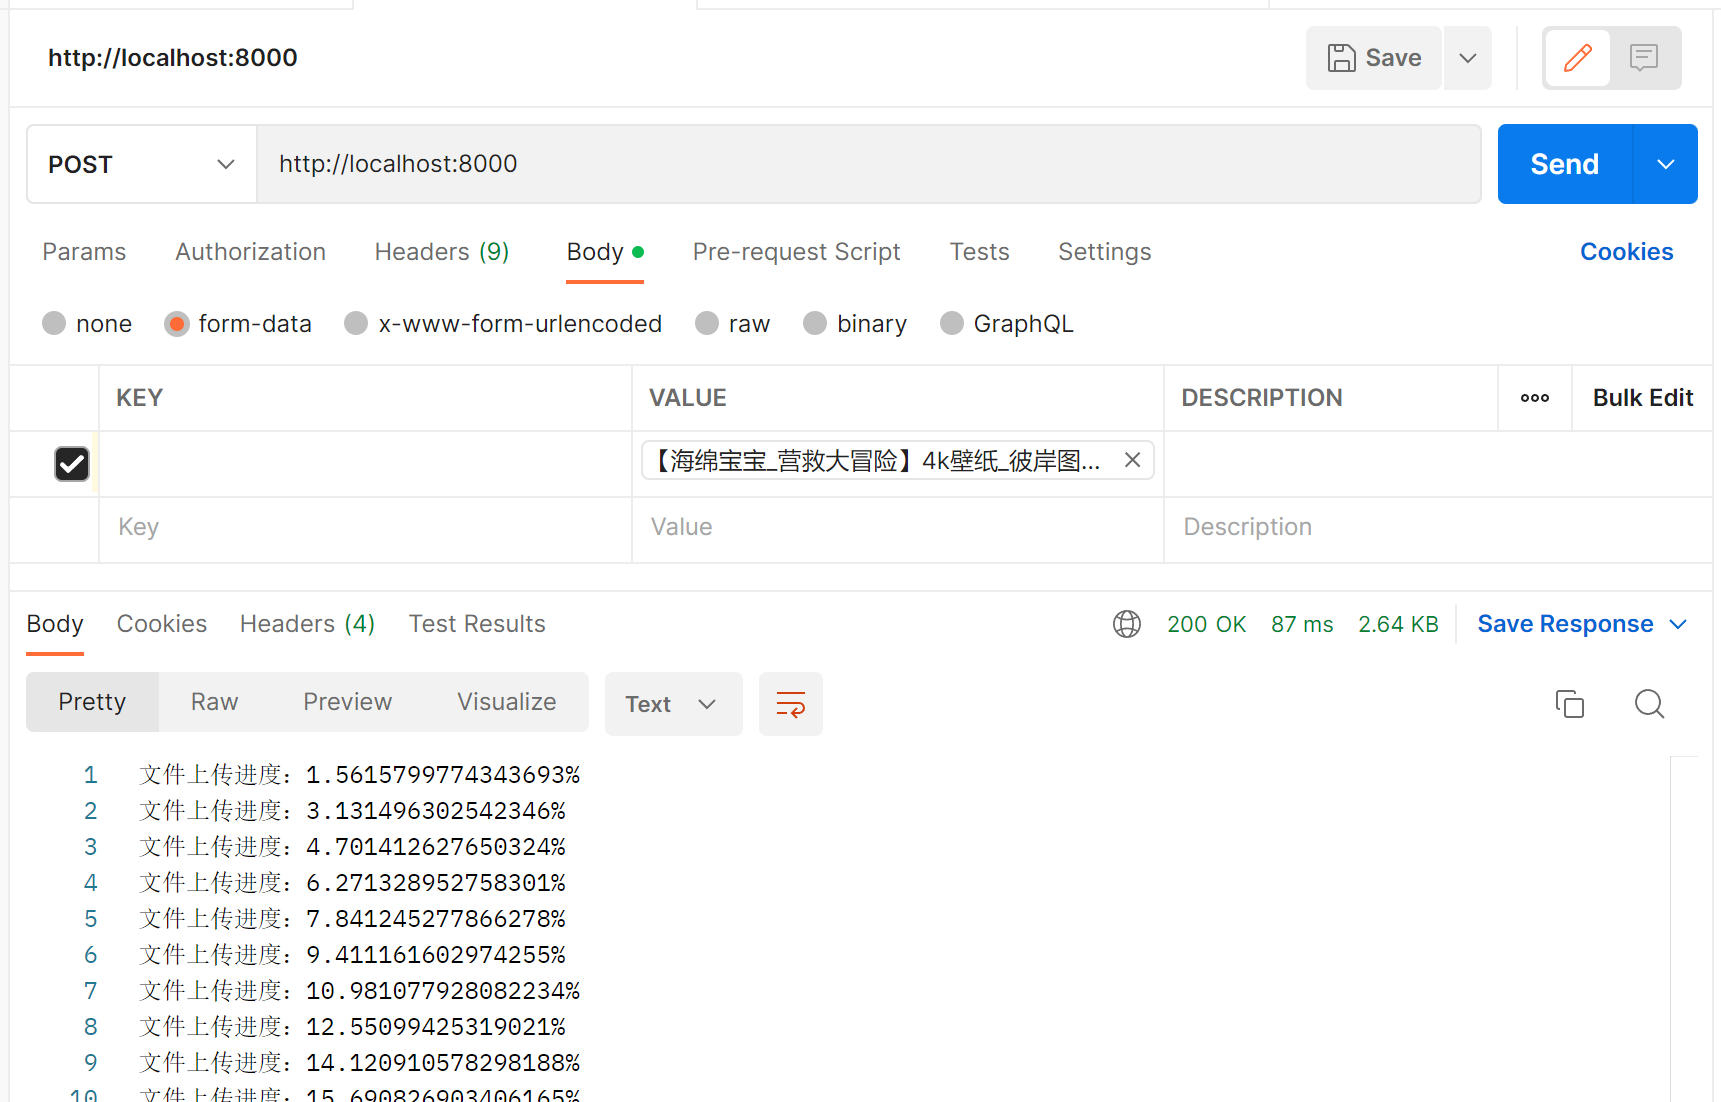 http://localhost:8000 Save
POST http://localhost:8000 Send
Params Authorization Headers (9) Body Pre-request Script Tests Settings Cookies
none form-data x-www-form-urlencoded raw binary GraphQL
KEY VALUE DESCRIPTION Bulk Edit
【海绵宝宝_营救大冒险】4k壁纸_彼岸图...
Key Value Description
Body Cookies Headers (4) Test Results 200 OK 87 ms 2.64 KB Save Response
Pretty Raw Preview Visualize Text
1 文件上传进度：1.5615799774343693%
2 文件上传进度：3.131496302542346%
3 文件上传进度：4.701412627650324%
4 文件上传进度：6.271328952758301%
5 文件上传进度：7.841245277866278%
6 文件上传进度：9.411161602974255%
7 文件上传进度：10.981077928082234%
8 文件上传进度：12.55099425319021%
9 文件上传进度：14.120910578298188%
10 文件上传进度：15.690826903406165%